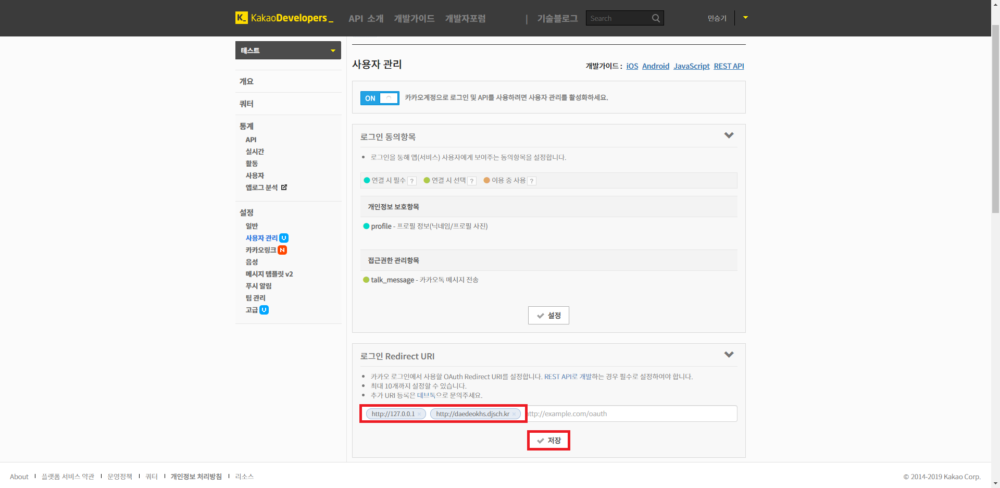 K_ KakaoDevelopers_ API 소개 개발가이드 개발자포럼 | 기술블로그 Search 민승기
테스트
개요
쿼터
통계
API
실시간
활동
사용자
앱로그 분석
설정
일반
사용자 관리 U
카카오링크 N
음성
메시지 템플릿 v2
푸시 알림
팀 관리
고급 U
사용자 관리
개발가이드 : iOS Android JavaScript REST API
ON 카카오계정으로 로그인 및 API를 사용하려면 사용자 관리를 활성화하세요.
로그인 동의항목
• 로그인을 통해 앱(서비스) 사용자에게 보여주는 동의항목을 설정합니다.
연결 시 필수 ? 연결 시 선택 ? 이용 중 사용 ?
개인정보 보호항목
profile - 프로필 정보(닉네임/프로필 사진)
접근권한 관리항목
talk_message - 카카오톡 메시지 전송
설정
로그인 Redirect URI
• 카카오 로그인에서 사용할 OAuth Redirect URI를 설정합니다. REST API로 개발하는 경우 필수로 설정하여야 합니다.
• 최대 10개까지 설정할 수 있습니다.
• 추가 URI 등록은 데브톡으로 문의주세요.
http://127.0.0.1 × http://daedeokhs.djsch.kr × http://example.com/oauth
저장
About | 플랫폼 서비스 약관 | 운영정책 | 쿼터 | 개인정보 처리방침 | 리소스
© 2014-2019 Kakao Corp.